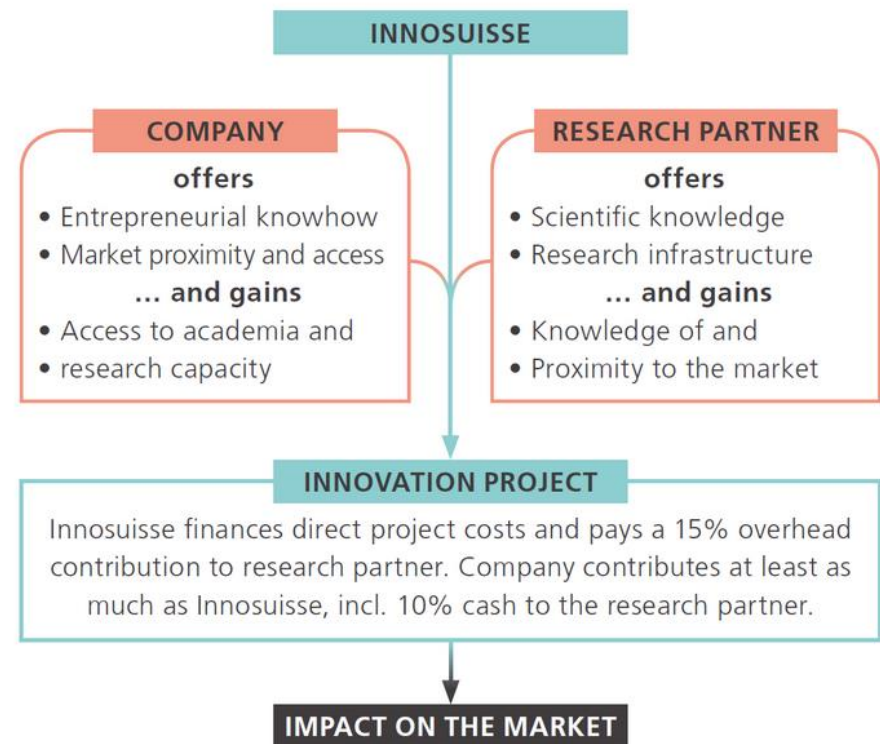 INNOSUISSE
COMPANY
offers
• Entrepreneurial knowhow
• Market proximity and access
... and gains
• Access to academia and
• research capacity
RESEARCH PARTNER
offers
• Scientific knowledge
• Research infrastructure
... and gains
• Knowledge of and
• Proximity to the market
INNOVATION PROJECT
Innosuisse finances direct project costs and pays a 15% overhead
contribution to research partner. Company contributes at least as
much as Innosuisse, incl. 10% cash to the research partner.
IMPACT ON THE MARKET